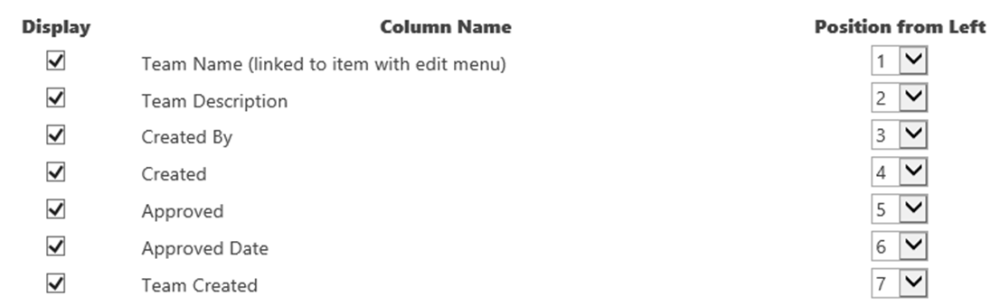 Display Column Name Position from Left
Team Name (linked to item with edit menu) 1
Team Description 2
Created By 3
Created 4
Approved 5
Approved Date 6
Team Created 7